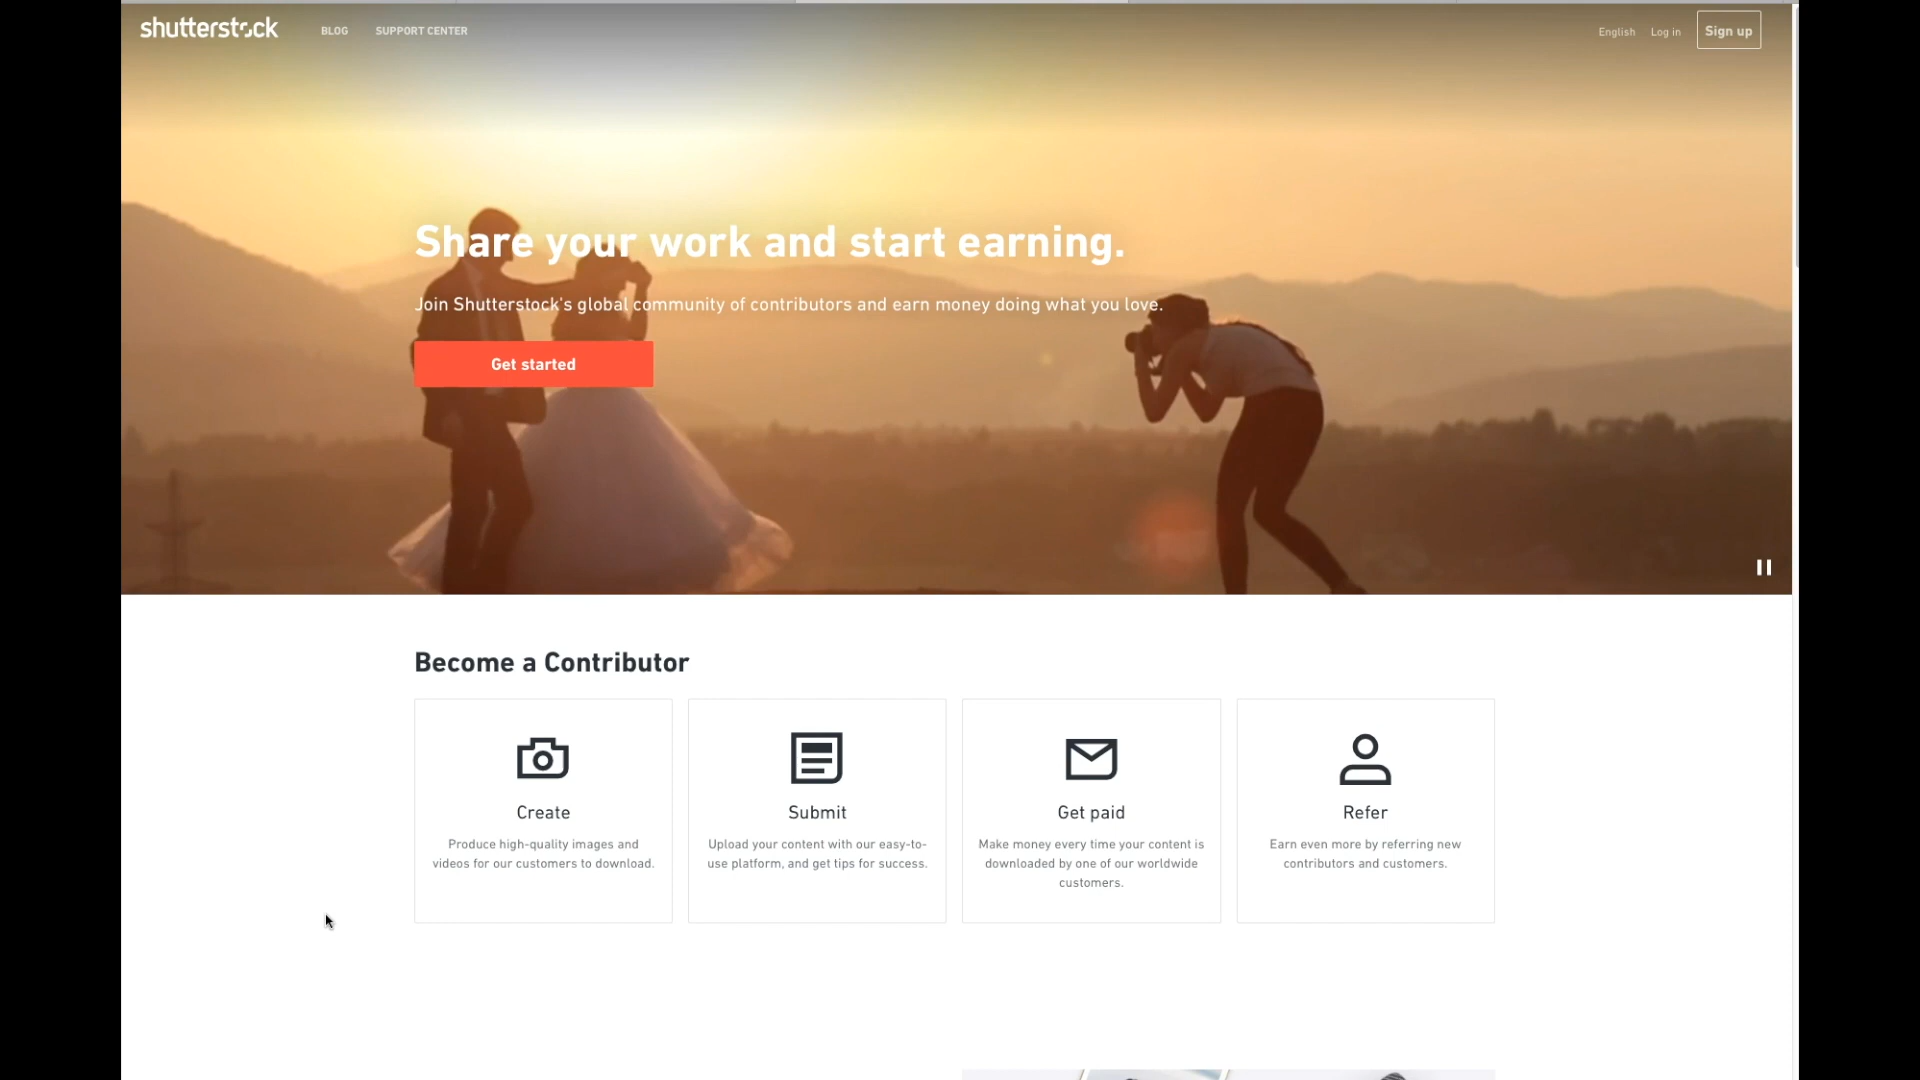 shutterstock
BLOG
SUPPORT CENTER
English
Log in
Sign up
Share your work and start earning.
Join Shutterstock's global community of contributors and earn money doing what you love.
Get started
Become a Contributor
Create
Produce high-quality images and
videos for our customers to download.
Submit
Upload your content with our easy-to-
use platform, and get tips for success.
Get paid
Make money every time your content is
downloaded by one of our worldwide
customers.
Refer
Earn even more by referring new
contributors and customers.